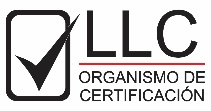 LLC
ORGANISMO DE
CERTIFICACIÓN